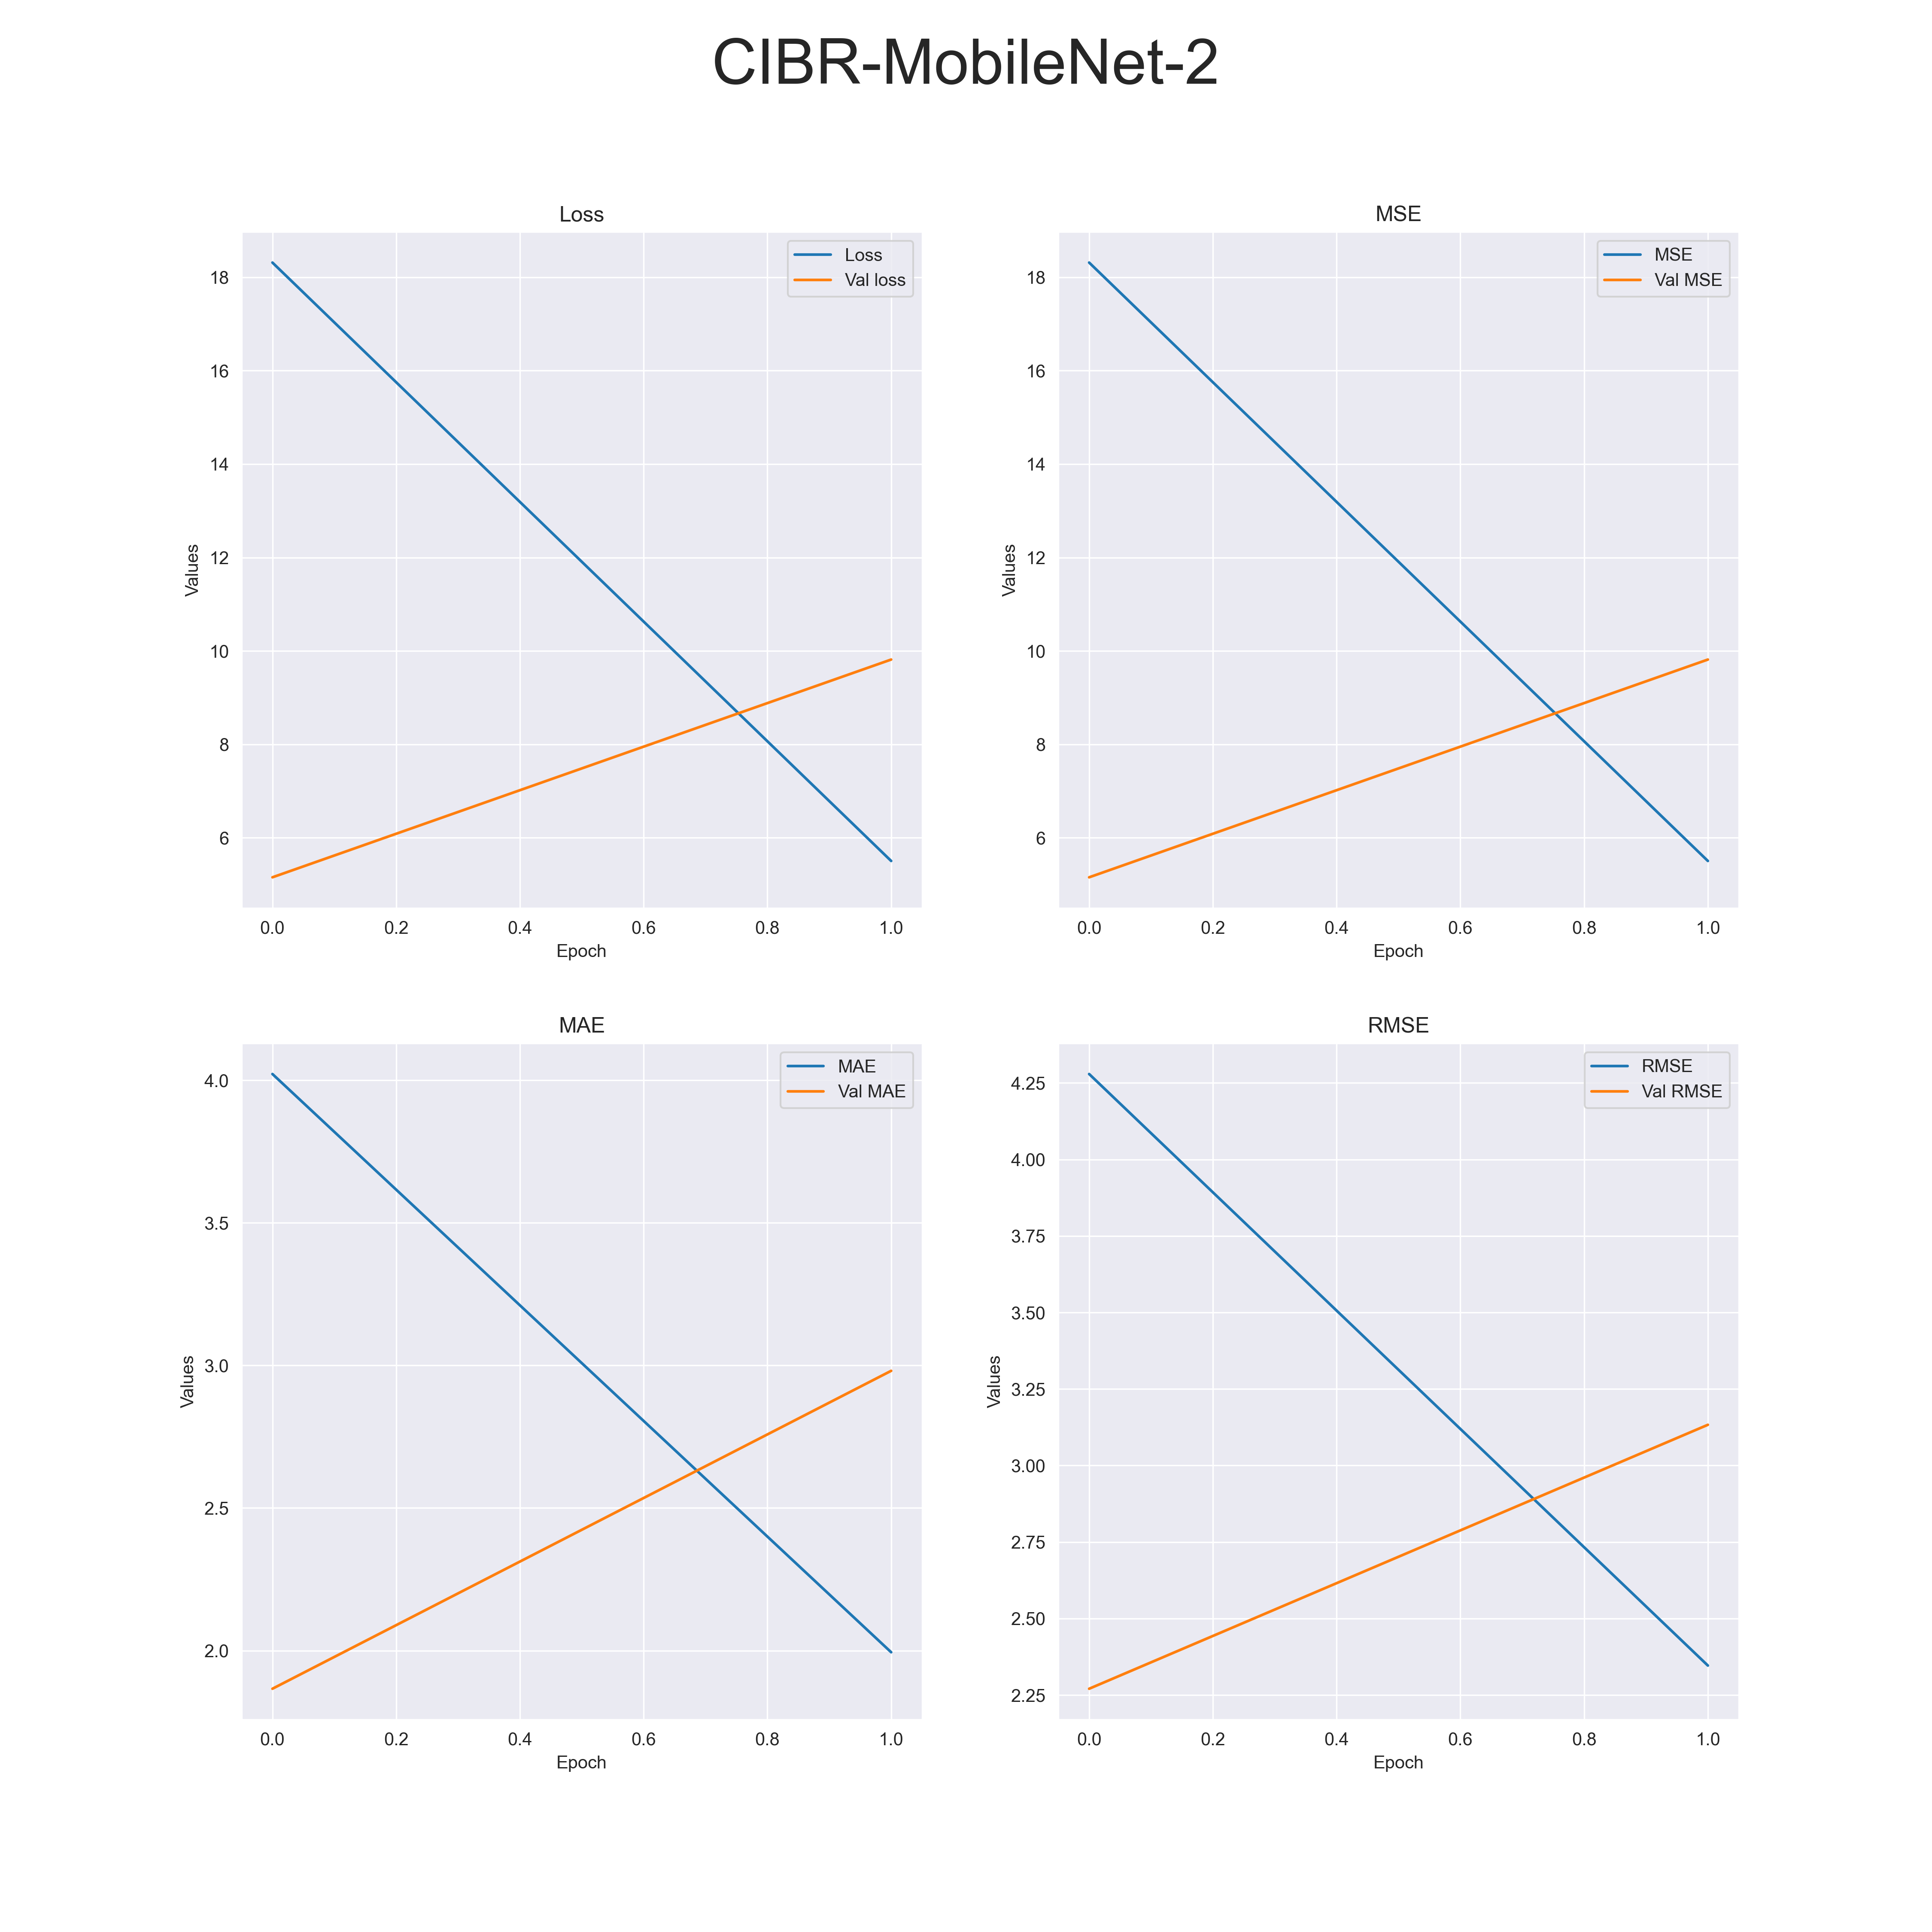 CIBR-MobileNet-2
Loss
Loss
Val loss
18
16
14
12
10
8
6
Values
0.0 0.2 0.4 0.6 0.8 1.0
Epoch
MSE
MSE
Val MSE
18
16
14
12
10
8
6
Values
0.0 0.2 0.4 0.6 0.8 1.0
Epoch
MAE
MAE
Val MAE
4.0
3.5
3.0
2.5
2.0
Values
0.0 0.2 0.4 0.6 0.8 1.0
Epoch
RMSE
RMSE
Val RMSE
4.25
4.00
3.75
3.50
3.25
3.00
2.75
2.50
2.25
Values
0.0 0.2 0.4 0.6 0.8 1.0
Epoch